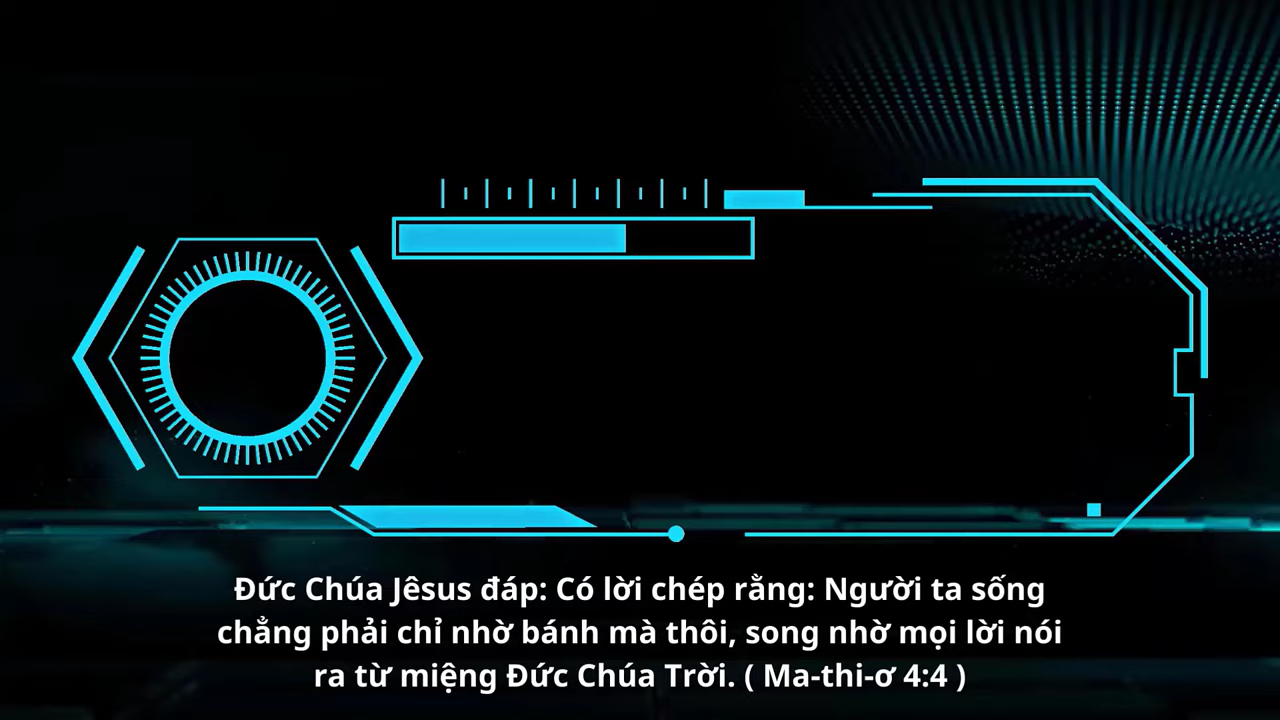 Đức Chúa Jêsus đáp: Có lời chép rằng: Người ta sống
chẳng phải chỉ nhờ bánh mà thôi, song nhờ mọi lời nói
ra từ miệng Đức Chúa Trời. ( Ma-thi-ơ 4:4 )